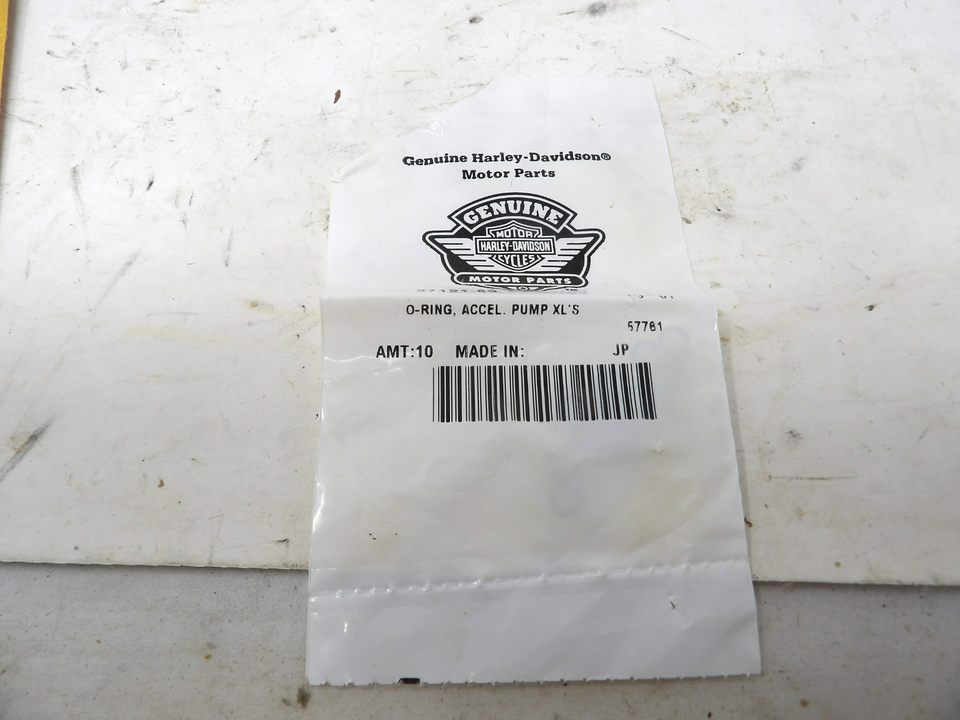 Genuine Harley-Davidson®
Motor Parts
GENUINE
MOTOR
HARLEY-DAVIDSON
CYCLES
MOTOR PARTS
O-RING, ACCEL. PUMP XL'S
57761
AMT:10 MADE IN: JP